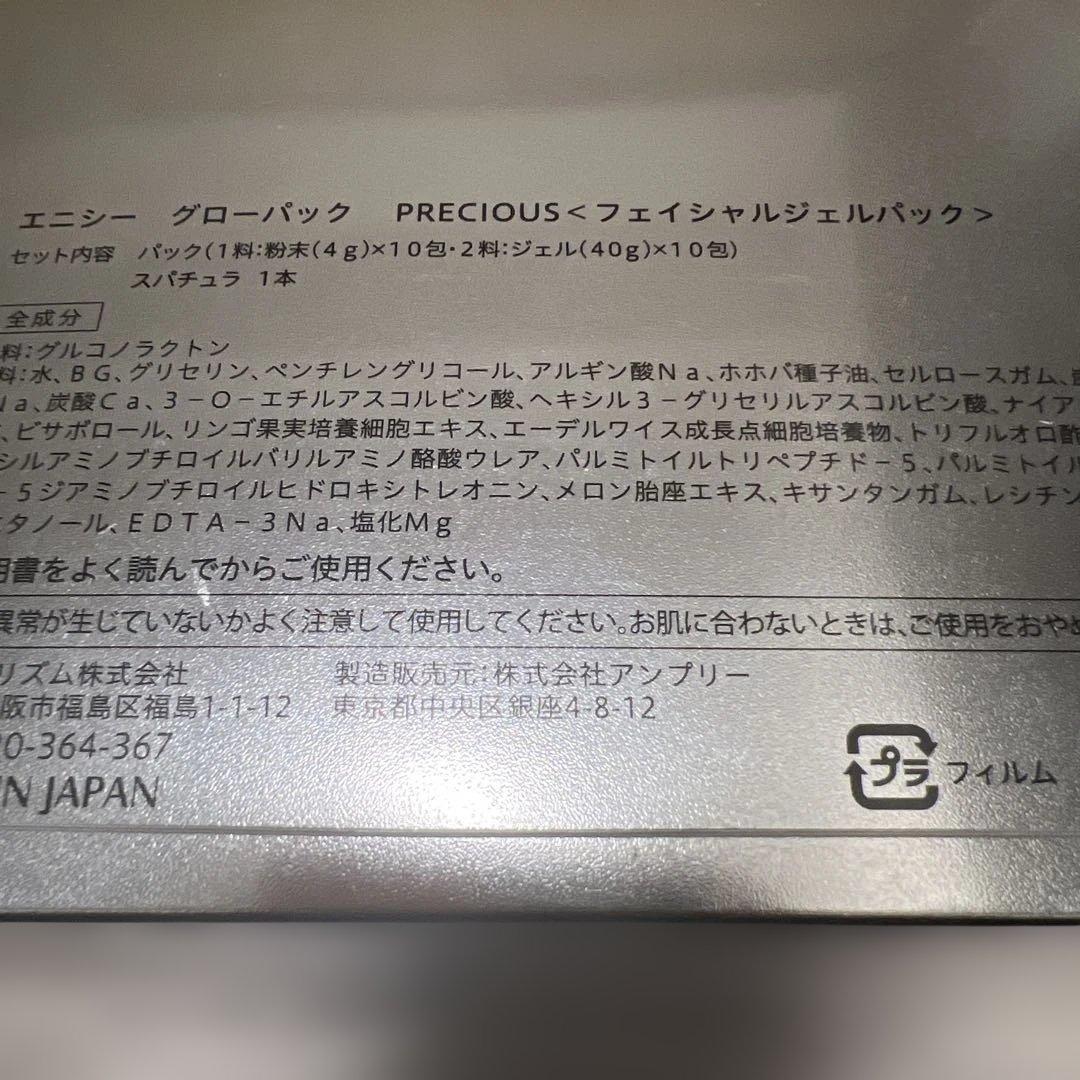 エニシー グローパック PRECIOUS<フェイシャルジェルパック>
セット内容 パック(1料:粉末(4g)×10包・2料:ジェル(40g)×10包)
スパチュラ 1本
全成分
料:グルコノラクトン
料:水、BG、グリセリン、ペンチレングリコール、アルギン酸Na、ホホバ種子油、セルロースガム、
Na、炭酸Ca、3-O-エチルアスコルビン酸、ヘキシル3-グリセリルアスコルビン酸、ナイア
、ビサボロール、リンゴ果実培養細胞エキス、エーデルワイス成長点細胞培養物、トリフルオロ酢
シルアミノブチロイルバリルアミノ酪酸ウレア、パルミトイルトリペプチド-5、パルミトイル
-5ジアミノブチロイルヒドロキシトレオニン、メロン胎座エキス、キサンタンガム、レシチン
タノール、EDTA-3Na、塩化Mg
用書をよく読んでからご使用ください。
異常が生じていないかよく注意して使用してください。お肌に合わないときは、ご使用をおやめ
リズム株式会社 製造販売元:株式会社アンプリー
阪市福島区福島1-1-12 東京都中央区銀座4-8-12
20-364-367
IN JAPAN
プラ フィルム